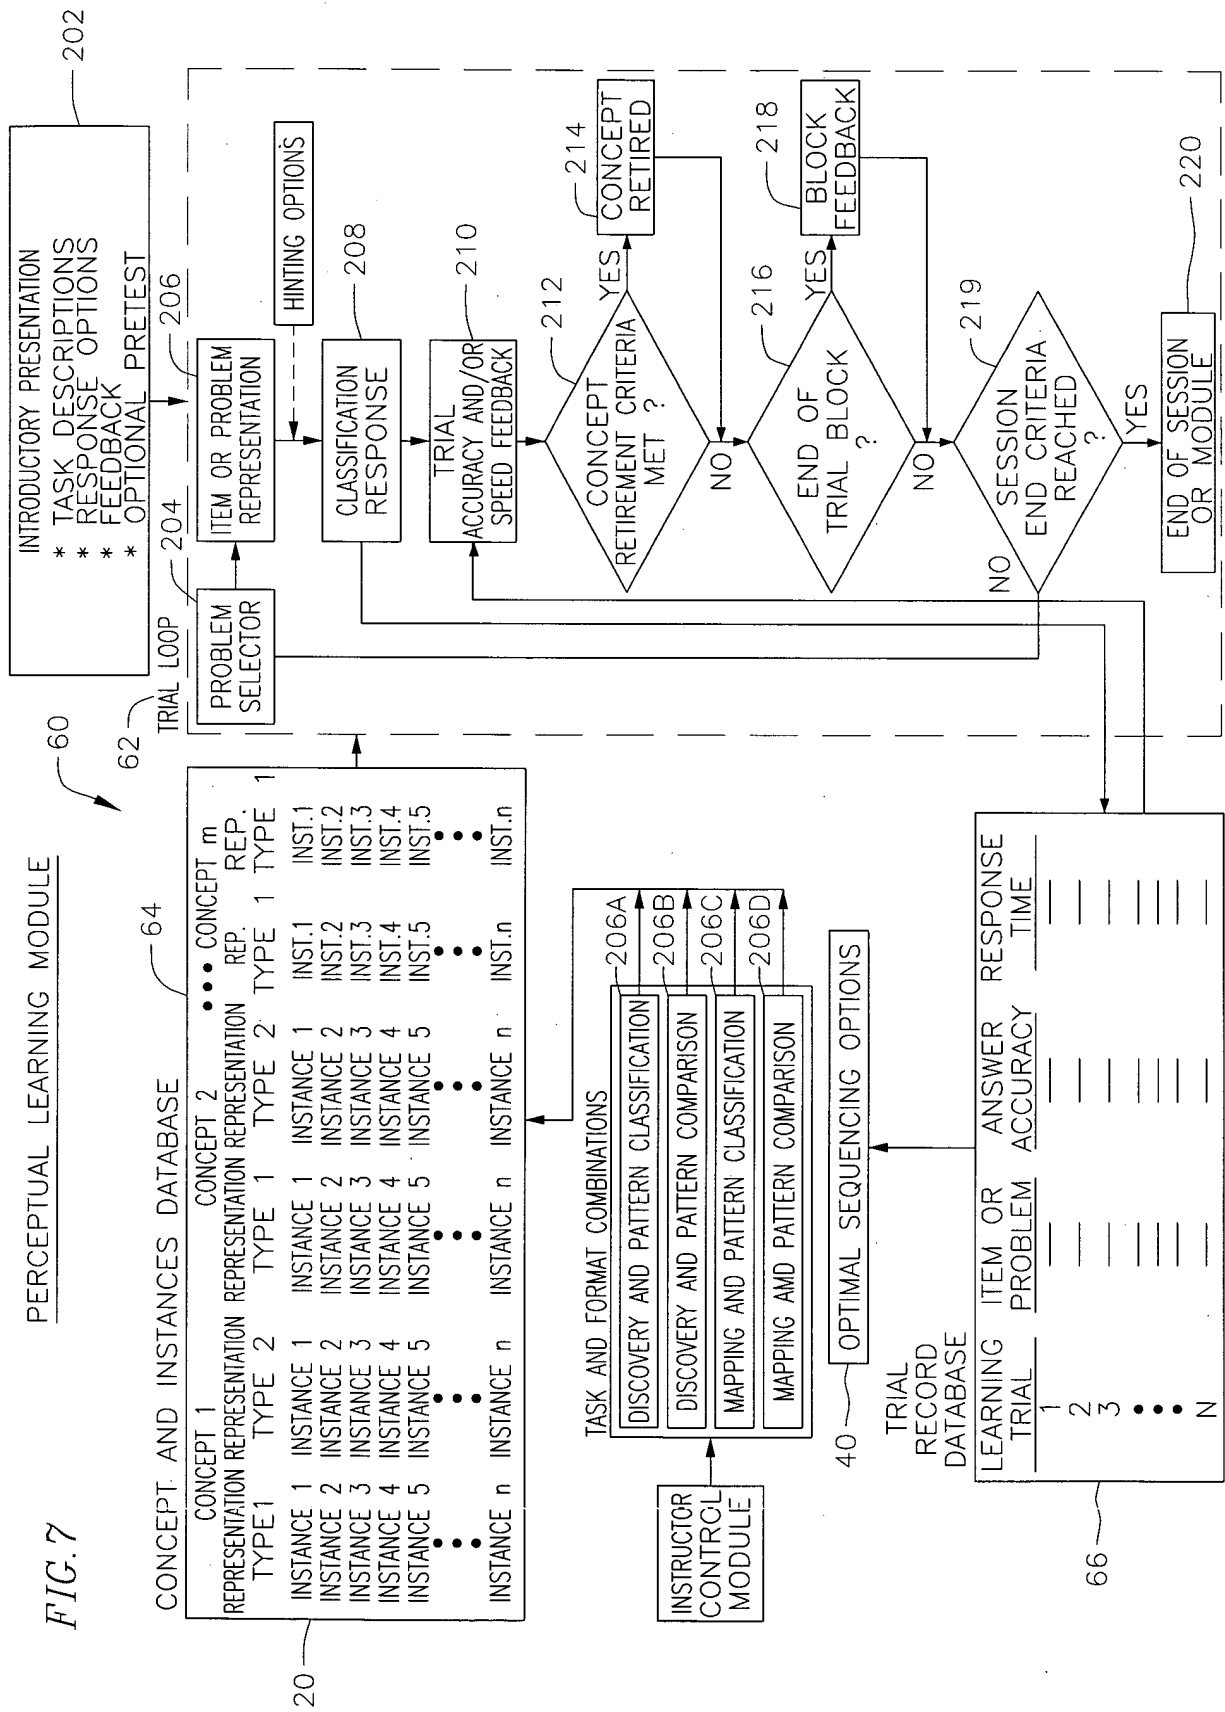 FIG. 7
PERCEPTUAL LEARNING MODULE
60
CONCEPT AND INSTANCES DATABASE
64
20
CONCEPT 1
CONCEPT 2
••• CONCEPT m
REPRESENTATION REPRESENTATION REPRESENTATION REPRESENTATION REP. REP.
TYPE1 TYPE 2 TYPE 1 TYPE 2 TYPE 1 TYPE 1
INSTANCE 1 INSTANCE 1 INSTANCE 1 INSTANCE 1 INST.1 INST.1
INSTANCE 2 INSTANCE 2 INSTANCE 2 INSTANCE 2 INST.2 INST.2
INSTANCE 3 INSTANCE 3 INSTANCE 3 INSTANCE 3 INST.3 INST.3
INSTANCE 4 INSTANCE 4 INSTANCE 4 INSTANCE 4 INST.4 INST.4
INSTANCE 5 INSTANCE 5 INSTANCE 5 INSTANCE 5 INST.5 INST.5
••• ••• ••• ••• ••• •••
INSTANCE n INSTANCE n INSTANCE n INSTANCE n INST.n INST.n
INTRODUCTORY PRESENTATION
* TASK DESCRIPTIONS
* RESPONSE OPTIONS
* FEEDBACK
* OPTIONAL PRETEST
202
62
TRIAL LOOP
204
PROBLEM
SELECTOR
206
ITEM OR PROBLEM
REPRESENTATION
HINTING OPTIONS
208
CLASSIFICATION
RESPONSE
210
TRIAL
ACCURACY AND/OR
SPEED FEEDBACK
212
CONCEPT
RETIREMENT CRITERIA
MET ?
YES
NO
214
CONCEPT
RETIRED
216
END OF
TRIAL BLOCK
?
YES
NO
218
BLOCK
FEEDBACK
219
SESSION
END CRITERIA
REACHED
?
NO
YES
220
END OF SESSION
OR MODULE
INSTRUCTOR
CONTROL
MODULE
TASK AND FORMAT COMBINATIONS
DISCOVERY AND PATTERN CLASSIFICATION
206A
DISCOVERY AND PATTERN COMPARISON
206B
MAPPING AND PATTERN CLASSIFICATION
206C
MAPPING AMD PATTERN COMPARISON
206D
40
OPTIMAL SEQUENCING OPTIONS
TRIAL
RECORD
DATABASE
66
LEARNING ITEM OR ANSWER RESPONSE
TRIAL PROBLEM ACCURACY TIME
1
2
3
•••
N